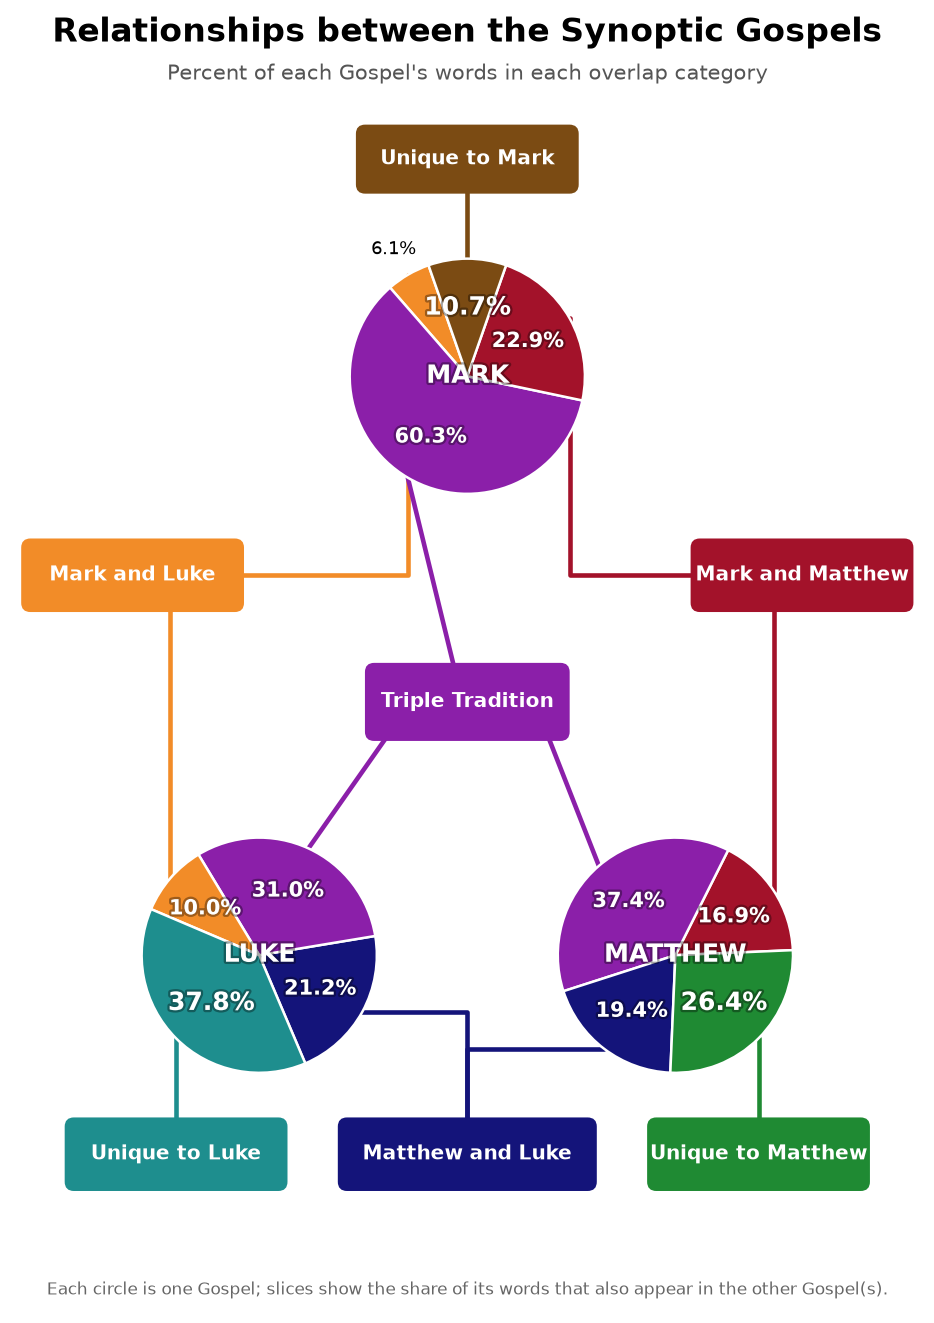 Relationships between the Synoptic Gospels
Percent of each Gospel's words in each overlap category
Unique to Mark
6.1%
10.7%
22.9%
MARK
60.3%
Mark and Luke
Mark and Matthew
Triple Tradition
31.0%
10.0%
LUKE
21.2%
37.8%
37.4%
16.9%
MATTHEW
19.4%
26.4%
Unique to Luke
Matthew and Luke
Unique to Matthew
Each circle is one Gospel; slices show the share of its words that also appear in the other Gospel(s).